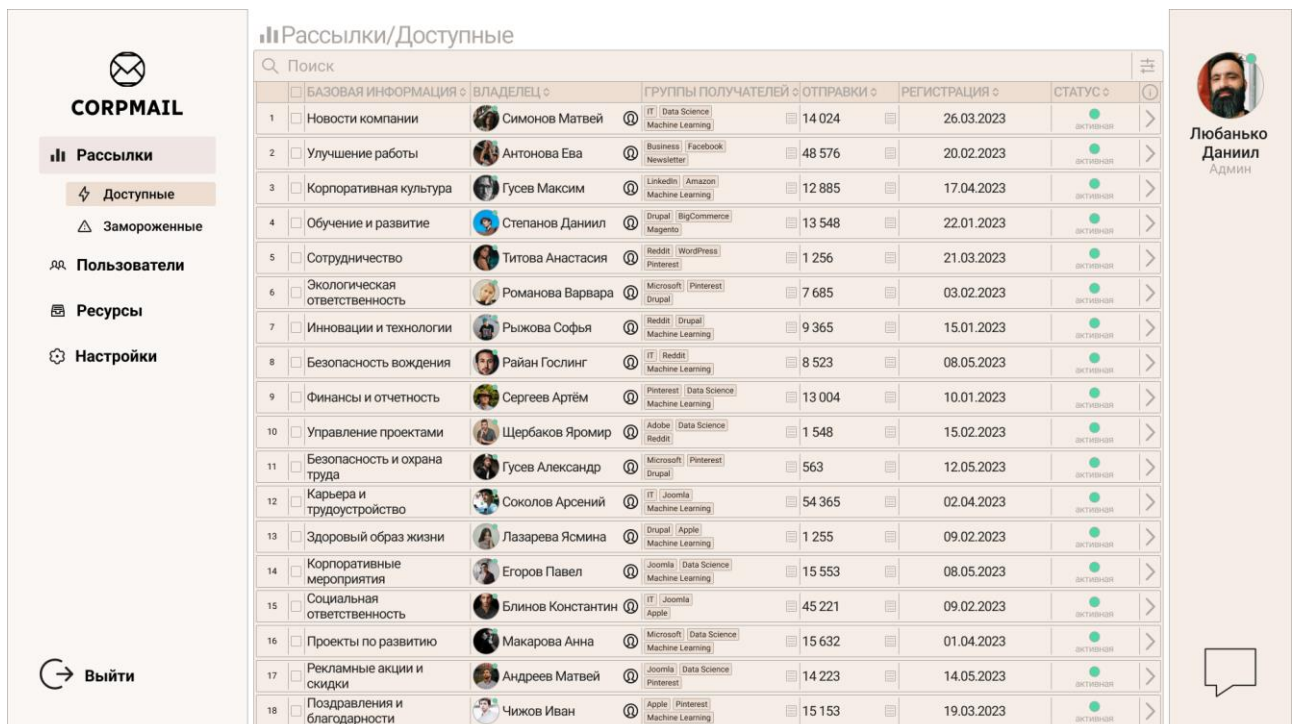 CORPMAIL
Рассылки
Доступные
Замороженные
Пользователи
Ресурсы
Настройки
Выйти
Рассылки/Доступные
Поиск
БАЗОВАЯ ИНФОРМАЦИЯ ВЛАДЕЛЕЦ ГРУППЫ ПОЛУЧАТЕЛЕЙ ОТПРАВКИ РЕГИСТРАЦИЯ СТАТУС
1 Новости компании Симонов Матвей IT Data Science Machine Learning 14 024 26.03.2023 активная
2 Улучшение работы Антонова Ева Business Facebook Newsletter 48 576 20.02.2023 активная
3 Корпоративная культура Гусев Максим LinkedIn Amazon Machine Learning 12 885 17.04.2023 активная
4 Обучение и развитие Степанов Даниил Drupal BigCommerce Magento 13 548 22.01.2023 активная
5 Сотрудничество Титова Анастасия Reddit WordPress Pinterest 1 256 21.03.2023 активная
6 Экологическая ответственность Романова Варвара Microsoft Pinterest Drupal 7 685 03.02.2023 активная
7 Инновации и технологии Рыжова Софья Reddit Drupal Machine Learning 9 365 15.01.2023 активная
8 Безопасность вождения Райан Гослинг IT Reddit Machine Learning 8 523 08.05.2023 активная
9 Финансы и отчетность Сергеев Артём Pinterest Data Science Machine Learning 13 004 10.01.2023 активная
10 Управление проектами Щербаков Яромир Adobe Data Science Reddit 1 548 15.02.2023 активная
11 Безопасность и охрана труда Гусев Александр Microsoft Pinterest Drupal 563 12.05.2023 активная
12 Карьера и трудоустройство Соколов Арсений IT Joomla Machine Learning 54 365 02.04.2023 активная
13 Здоровый образ жизни Лазарева Ясмина Drupal Apple Machine Learning 1 255 09.02.2023 активная
14 Корпоративные мероприятия Егоров Павел Joomla Data Science Machine Learning 15 553 08.05.2023 активная
15 Социальная ответственность Блинов Константин IT Joomla Apple 45 221 09.02.2023 активная
16 Проекты по развитию Макарова Анна Microsoft Data Science Machine Learning 15 632 01.04.2023 активная
17 Рекламные акции и скидки Андреев Матвей Joomla Data Science Pinterest 14 223 14.05.2023 активная
18 Поздравления и благодарности Чижов Иван Apple Pinterest Machine Learning 15 153 19.03.2023 активная
Любанько
Даниил
Админ